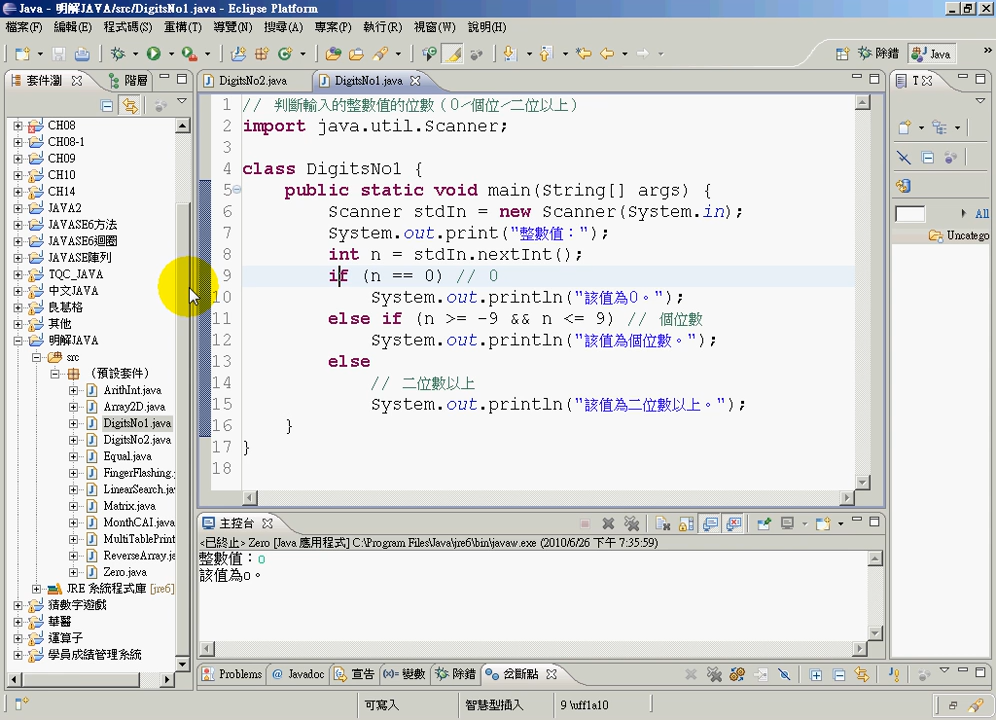 Java - 明解JAVA/src/DigitsNo1.java - Eclipse Platform
檔案(F) 編輯(E) 程式碼(S) 重構(T) 導覽(N) 搜尋(A) 專案(P) 執行(R) 視窗(W) 說明(H)
除錯 Java
套件瀏 階層
DigitsNo2.java DigitsNo1.java
CH08
CH08-1
CH09
CH10
CH14
JAVA2
JAVASE6方法
JAVASE6迴圈
JAVASE陣列
TQC_JAVA
中文JAVA
良葛格
其他
明解JAVA
src
(預設套件)
ArithInt.java
Array2D.java
DigitsNo1.java
DigitsNo2.java
Equal.java
FingerFlashing.
LinearSearch.jav
Matrix.java
MonthCAI.java
MultiTablePrint
ReverseArray.ja
Zero.java
JRE 系統程式庫 [jre6]
猜數字遊戲
華醫
運算子
學員成績管理系統
1 // 判斷輸入的整數值的位數（0／個位／二位以上）
2 import java.util.Scanner;
3
4 class DigitsNo1 {
5 public static void main(String[] args) {
6 Scanner stdIn = new Scanner(System.in);
7 System.out.print("整數值：");
8 int n = stdIn.nextInt();
9 if (n == 0) // 0
10 System.out.println("該值為0。");
11 else if (n >= -9 && n <= 9) // 個位數
12 System.out.println("該值為個位數。");
13 else
14 // 二位數以上
15 System.out.println("該值為二位數以上。");
16 }
17 }
18
T
All
Uncatego
主控台
<已終止> Zero [Java 應用程式] C:\Program Files\Java\jre6\bin\javaw.exe (2010/6/26 下午 7:35:59)
整數值：0
該值為0。
Problems @ Javadoc 宣告 (x)= 變數 除錯 岔斷點
可寫入 智慧型插入 9 \uff1a10